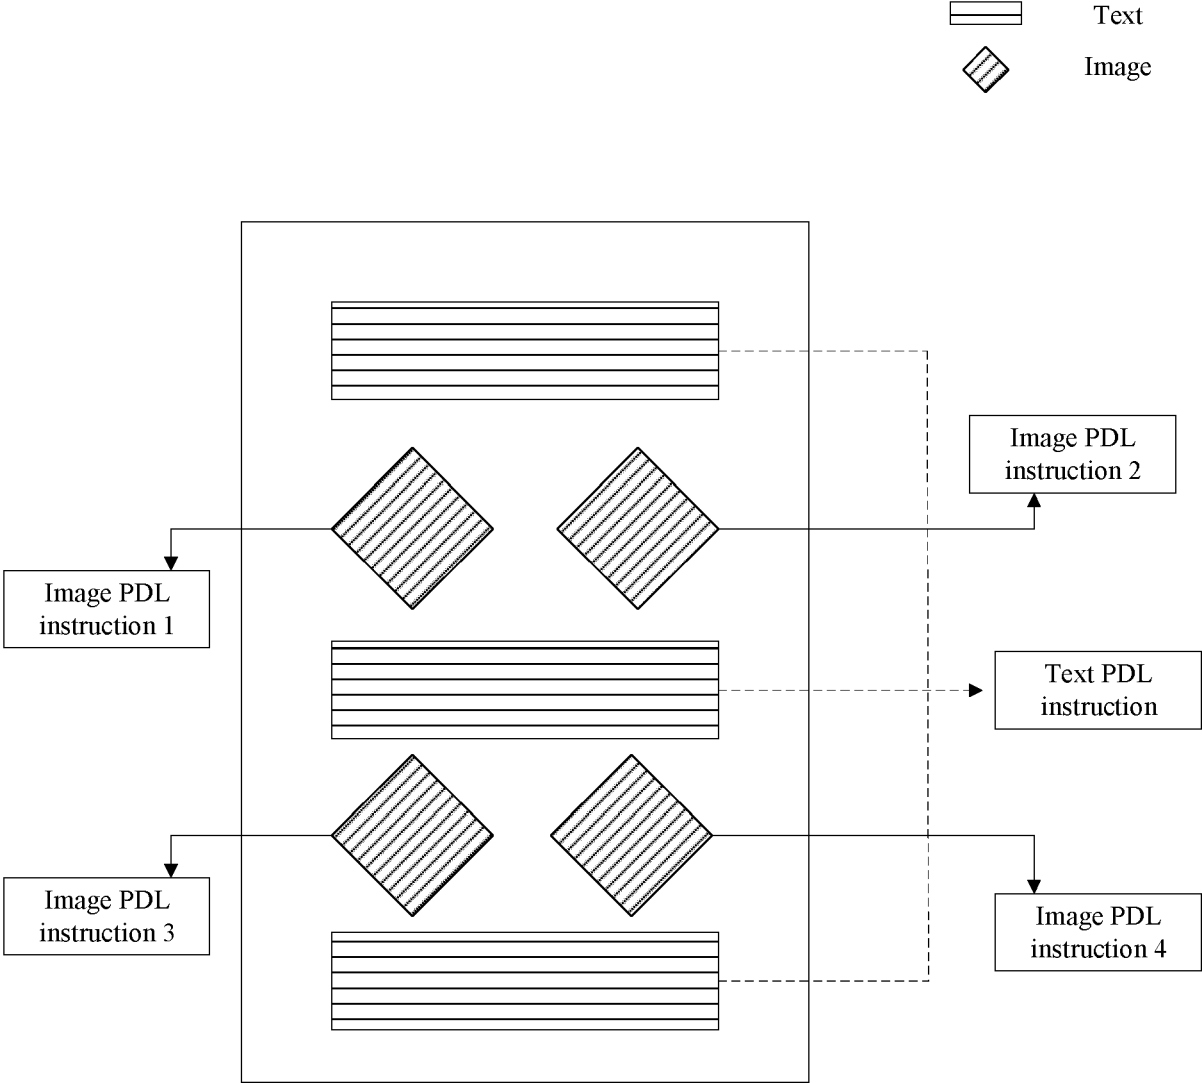 Text
Image
Image PDL
instruction 2
Image PDL
instruction 1
Text PDL
instruction
Image PDL
instruction 3
Image PDL
instruction 4